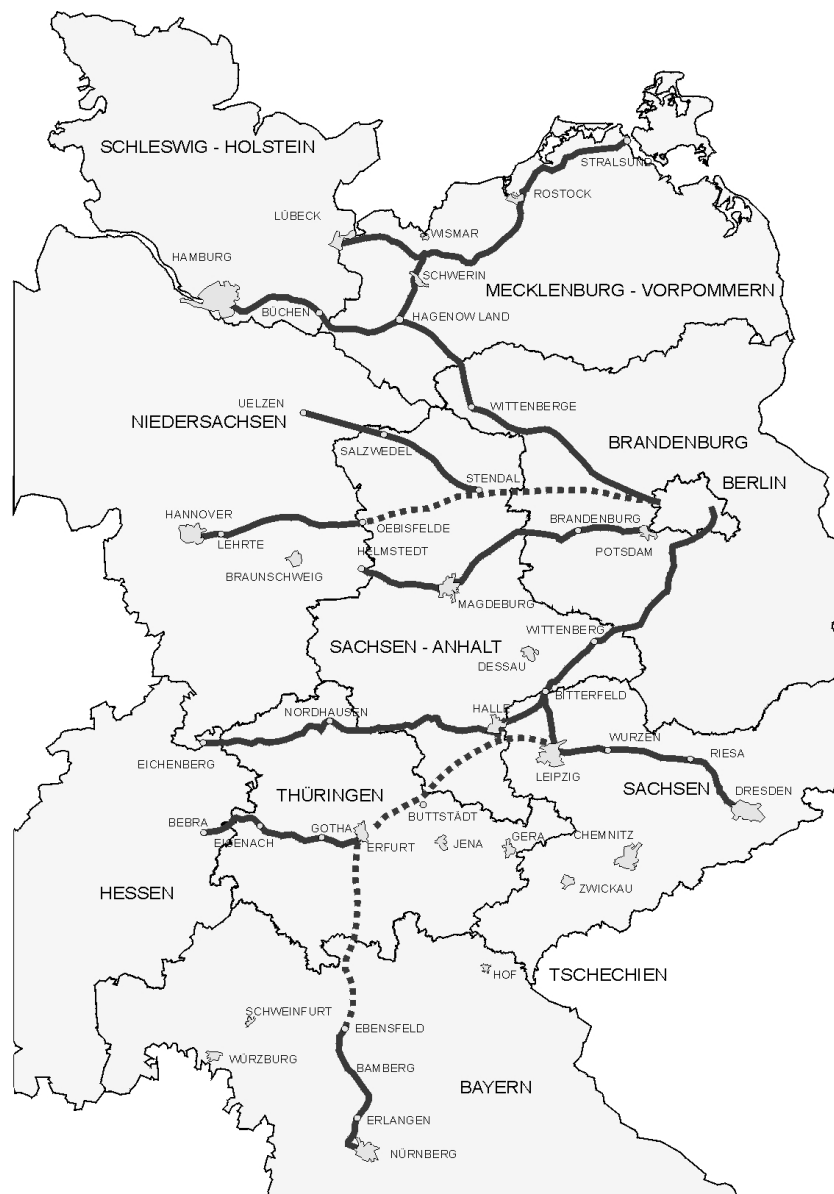 SCHLESWIG - HOLSTEIN
STRALSUND
ROSTOCK
LÜBECK
WISMAR
HAMBURG
SCHWERIN
MECKLENBURG - VORPOMMERN
BÜCHEN
HAGENOW LAND
UELZEN
WITTENBERGE
NIEDERSACHSEN
BRANDENBURG
SALZWEDEL
STENDAL
BERLIN
HANNOVER
OEBISFELDE
BRANDENBURG
LEHRTE
HELMSTEDT
POTSDAM
BRAUNSCHWEIG
MAGDEBURG
WITTENBERG
SACHSEN - ANHALT
DESSAU
BITTERFELD
NORDHAUSEN
HALLE
EICHENBERG
WURZEN
RIESA
LEIPZIG
SACHSEN
DRESDEN
THÜRINGEN
BUTTSTÄDT
BEBRA
GOTHA
EISENACH
ERFURT
JENA
GERA
CHEMNITZ
ZWICKAU
HESSEN
HOF
TSCHECHIEN
SCHWEINFURT
EBENSFELD
WÜRZBURG
BAMBERG
BAYERN
ERLANGEN
NÜRNBERG